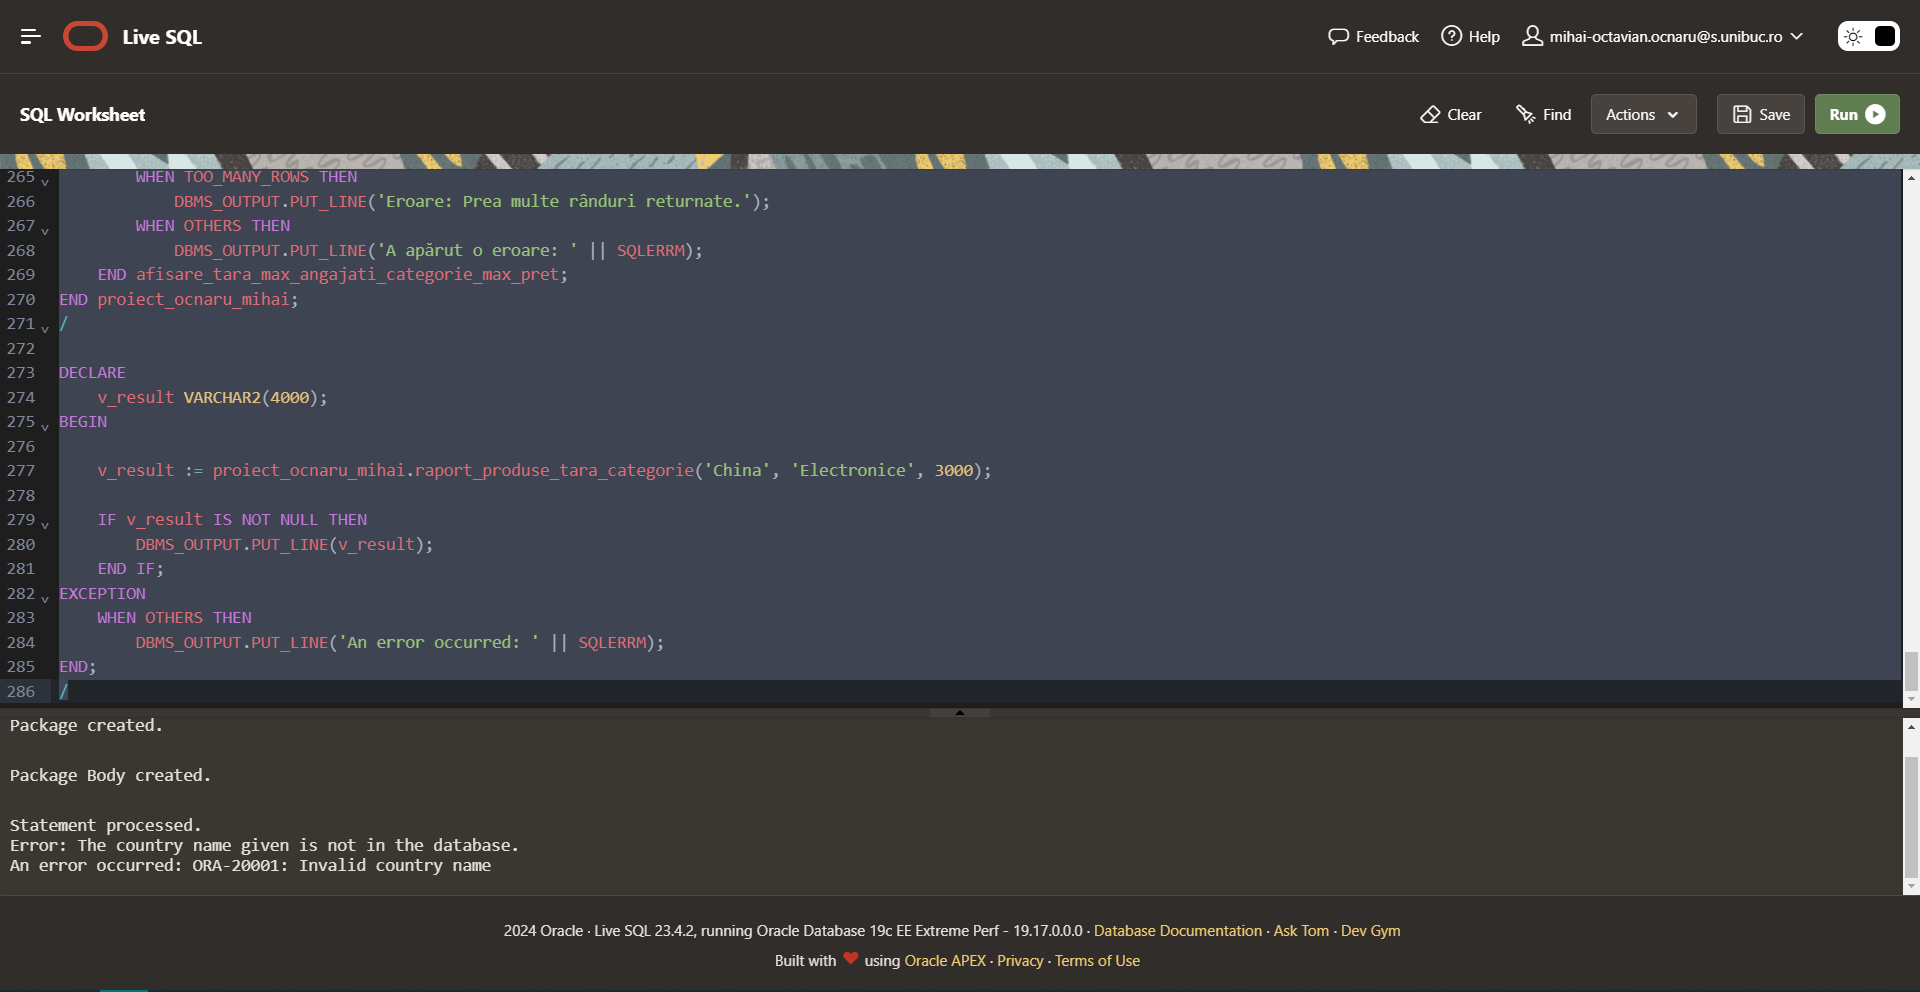 Live SQL
Feedback
Help
mihai-octavian.ocnaru@s.unibuc.ro
SQL Worksheet
Clear
Find
Actions
Save
Run
265 WHEN TOO_MANY_ROWS THEN
266 DBMS_OUTPUT.PUT_LINE('Eroare: Prea multe rânduri returnate.');
267 WHEN OTHERS THEN
268 DBMS_OUTPUT.PUT_LINE('A apărut o eroare: ' || SQLERRM);
269 END afisare_tara_max_angajati_categorie_max_pret;
270 END proiect_ocnaru_mihai;
271 /
272
273 DECLARE
274 v_result VARCHAR2(4000);
275 BEGIN
276
277 v_result := proiect_ocnaru_mihai.raport_produse_tara_categorie('China', 'Electronice', 3000);
278
279 IF v_result IS NOT NULL THEN
280 DBMS_OUTPUT.PUT_LINE(v_result);
281 END IF;
282 EXCEPTION
283 WHEN OTHERS THEN
284 DBMS_OUTPUT.PUT_LINE('An error occurred: ' || SQLERRM);
285 END;
286 /
Package created.
Package Body created.
Statement processed.
Error: The country name given is not in the database.
An error occurred: ORA-20001: Invalid country name
2024 Oracle · Live SQL 23.4.2, running Oracle Database 19c EE Extreme Perf - 19.17.0.0.0 · Database Documentation · Ask Tom · Dev Gym
Built with ❤ using Oracle APEX · Privacy · Terms of Use